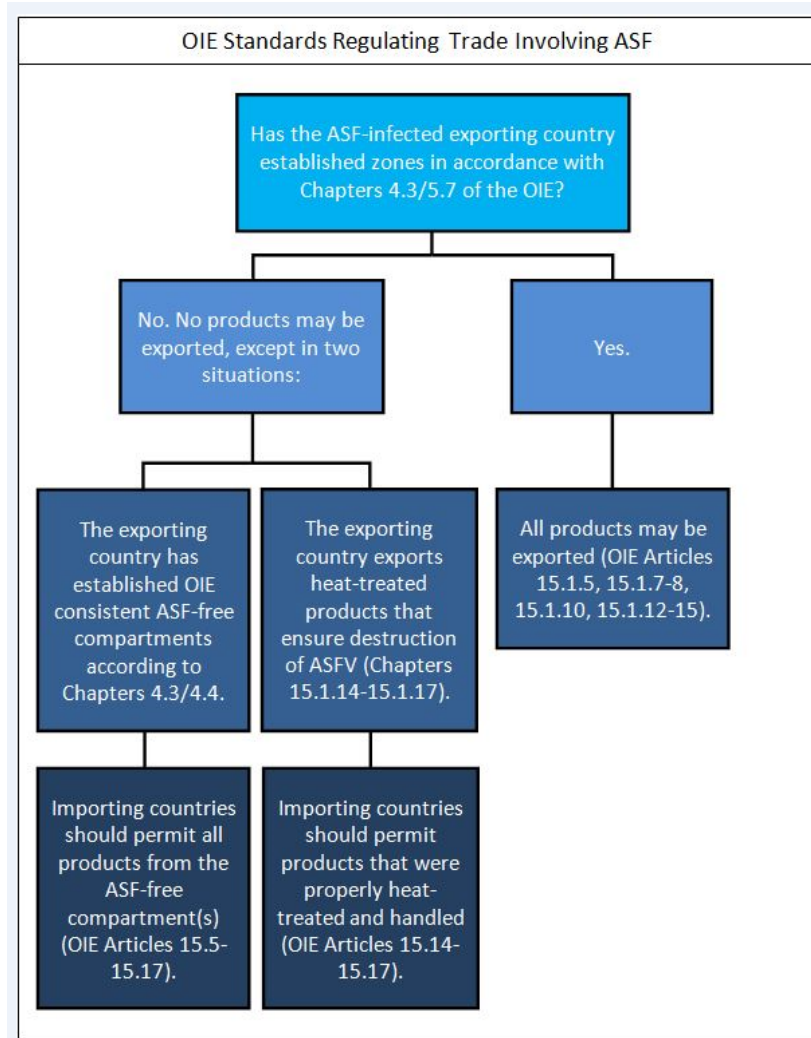 OIE Standards Regulating Trade Involving ASF
Has the ASF-infected exporting country
established zones in accordance with
Chapters 4.3/5.7 of the OIE?
No. No products may be
exported, except in two
situations:
Yes.
The exporting
country has
established OIE
consistent ASF-free
compartments
according to
Chapters 4.3/4.4.
The exporting
country exports
heat-treated
products that
ensure destruction
of ASFV (Chapters
15.1.14-15.1.17).
All products may be
exported (OIE Articles
15.1.5, 15.1.7-8,
15.1.10, 15.1.12-15).
Importing countries
should permit all
products from the
ASF-free
compartment(s)
(OIE Articles 15.5-
15.17).
Importing countries
should permit
products that were
properly heat-
treated and handled
(OIE Articles 15.14-
15.17).